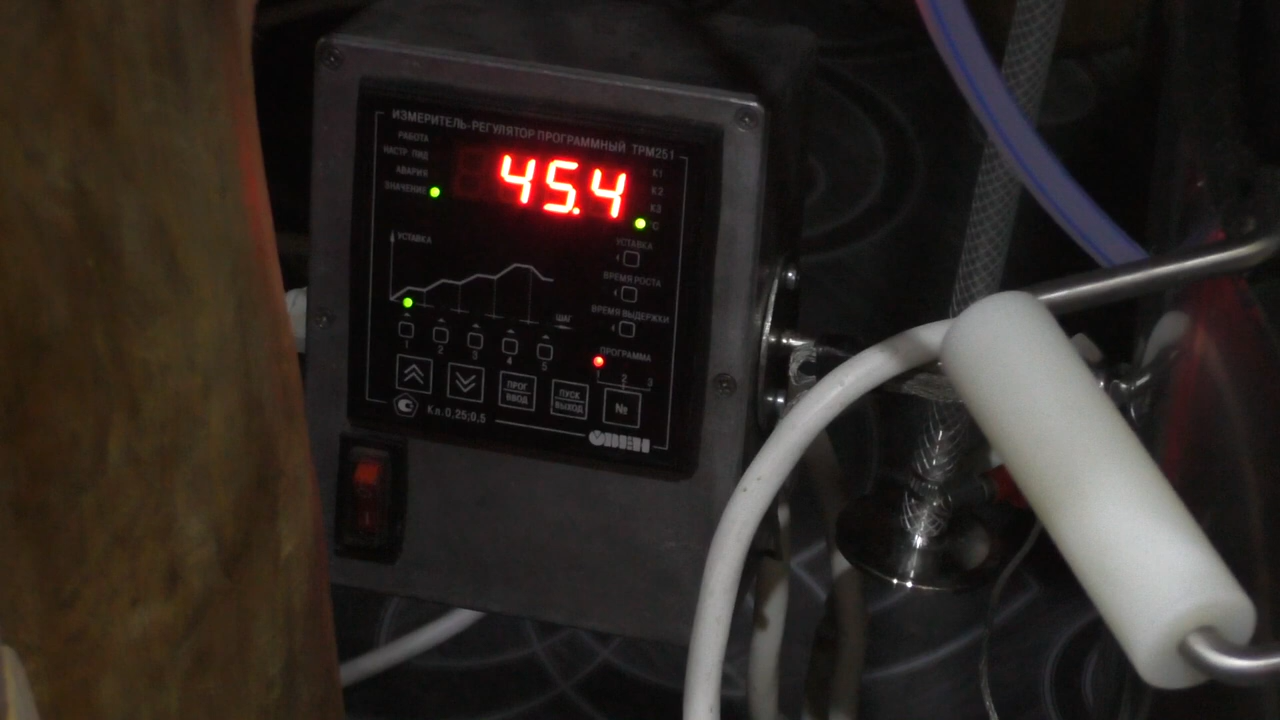 ИЗМЕРИТЕЛЬ-РЕГУЛЯТОР ПРОГРАММНЫЙ ТРМ251
РАБОТА
НАСТР. ПИД
АВАРИЯ
ЗНАЧЕНИЕ
45.4
К1
К2
К3
°C
УСТАВКА
УСТАВКА
ВРЕМЯ РОСТА
ВРЕМЯ ВЫДЕРЖКИ
ШАГ
1 2 3 4 5
ПРОГРАММА
1 2 3
ПРОГ ВВОД
ПУСК ВЫХОД
№
Кл.0,25;0,5
ОВЕН